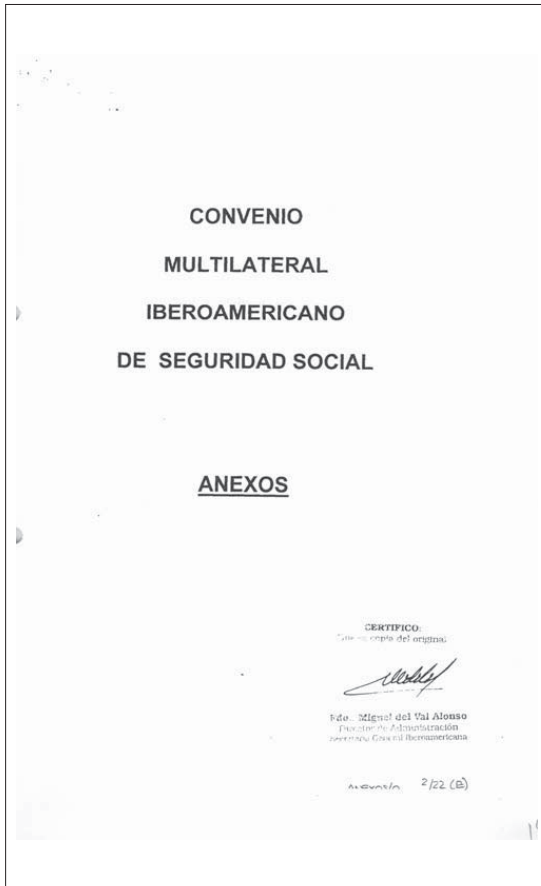 CONVENIO
MULTILATERAL
IBEROAMERICANO
DE SEGURIDAD SOCIAL
ANEXOS
CERTIFICO:
copia del original
Fdo.. Miguel del Val Alonso
Director de Administración
Secretaría General Iberoamericana
2/22 (B)